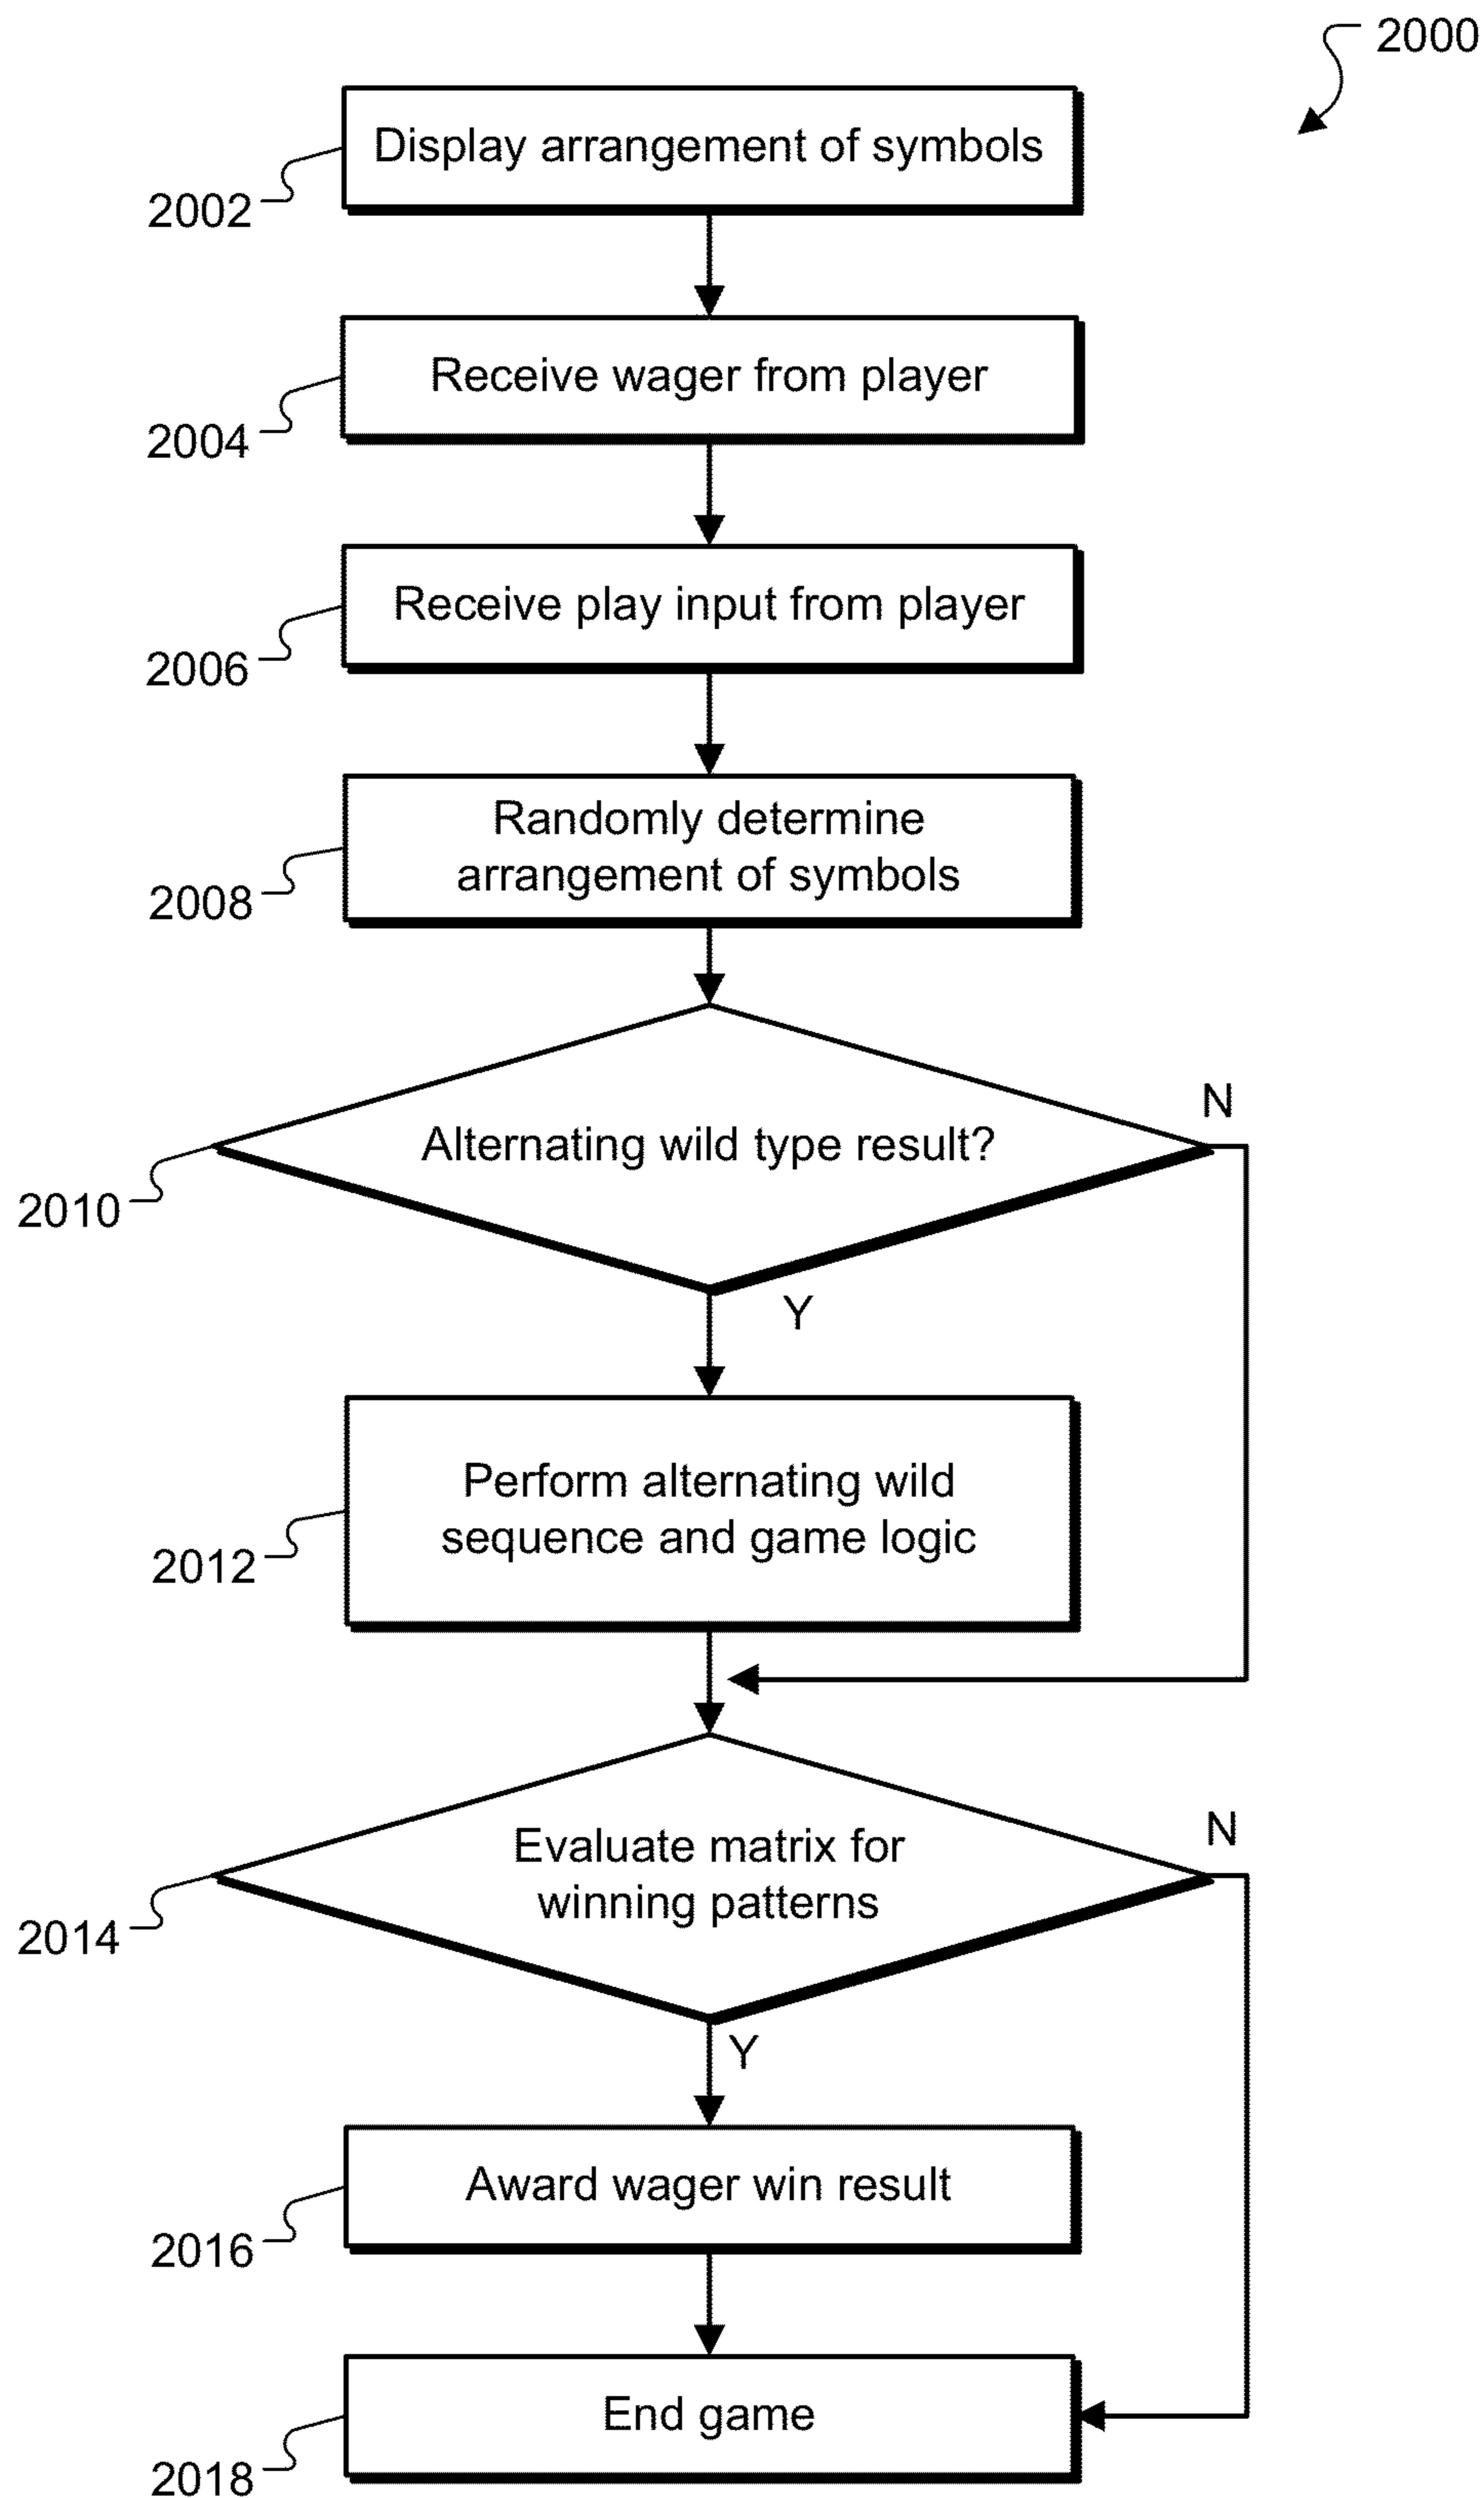 2000
Display arrangement of symbols
2002
Receive wager from player
2004
Receive play input from player
2006
Randomly determine
arrangement of symbols
2008
Alternating wild type result?
N
2010
Y
Perform alternating wild
sequence and game logic
2012
Evaluate matrix for
winning patterns
N
2014
Y
Award wager win result
2016
End game
2018